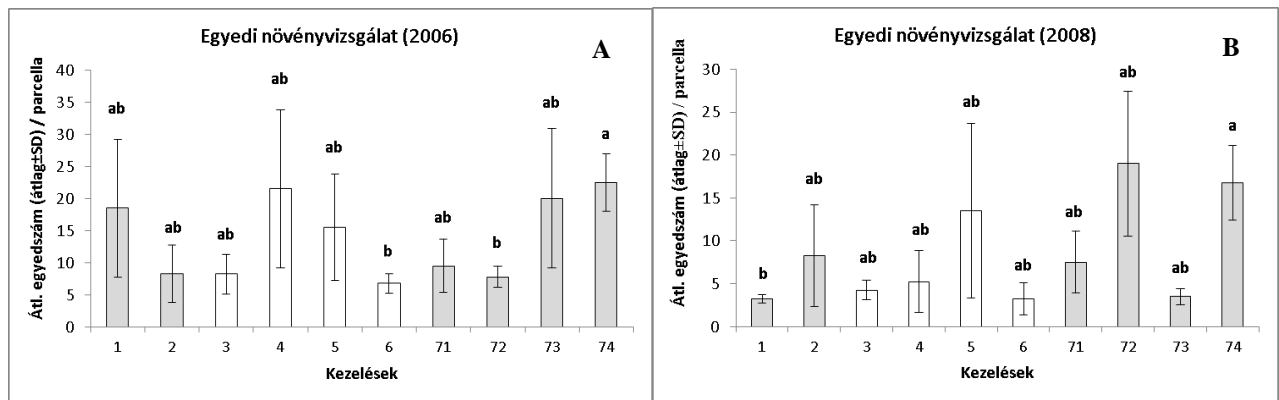 Egyedi növényvizsgálat (2006)
A
Átl. egyedszám (átlag±SD) / parcella
40
35
30
25
20
15
10
5
0
ab
ab
ab
ab
ab
b
ab
b
ab
a
1 2 3 4 5 6 71 72 73 74
Kezelések
Egyedi növényvizsgálat (2008)
B
Átl. egyedszám (átlag±SD) / parcella
30
25
20
15
10
5
0
b
ab
ab
ab
ab
ab
ab
ab
ab
a
1 2 3 4 5 6 71 72 73 74
Kezelések